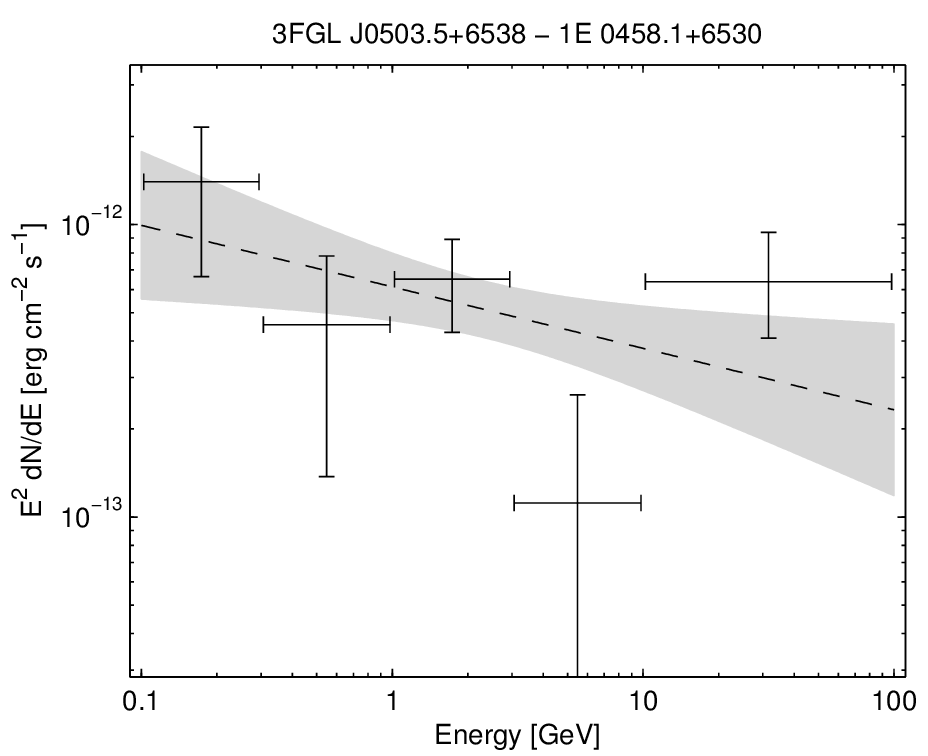 3FGL J0503.5+6538 − 1E 0458.1+6530
E² dN/dE [erg cm⁻² s⁻¹]
10⁻¹²
10⁻¹³
0.1 1 10 100
Energy [GeV]